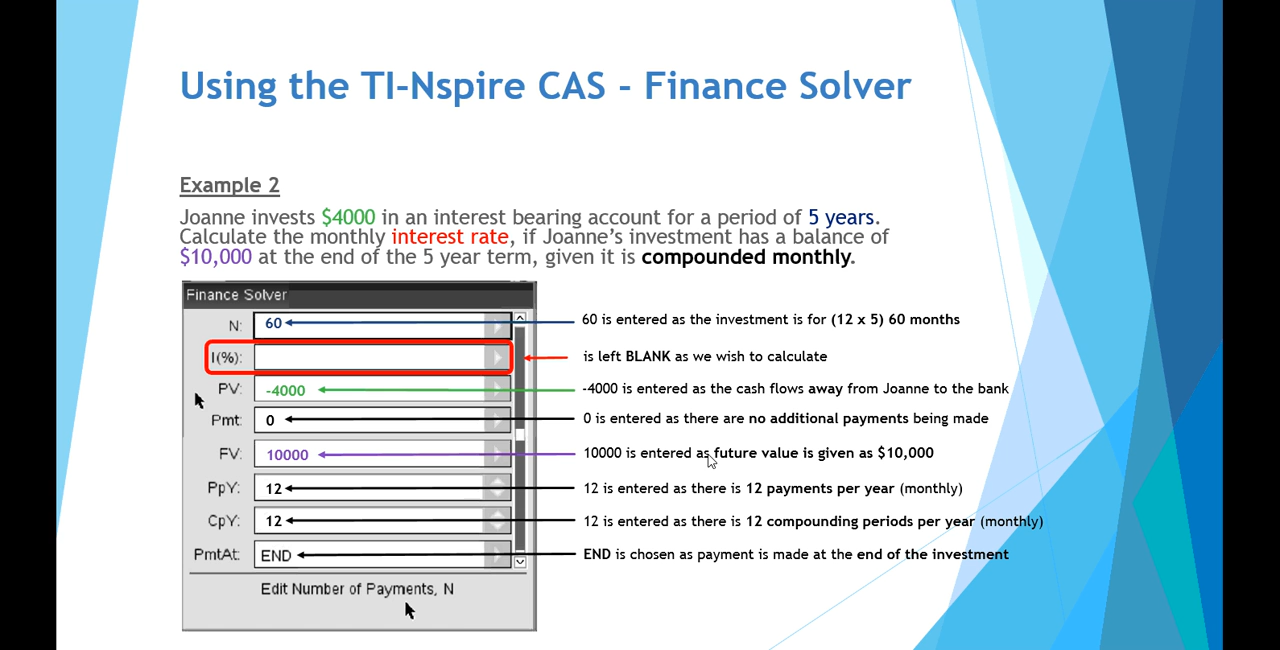 Using the TI-Nspire CAS - Finance Solver
Example 2
Joanne invests $4000 in an interest bearing account for a period of 5 years.
Calculate the monthly interest rate, if Joanne's investment has a balance of
$10,000 at the end of the 5 year term, given it is compounded monthly.
Finance Solver
N: 60 60 is entered as the investment is for (12 x 5) 60 months
I(%): is left BLANK as we wish to calculate
PV: -4000 -4000 is entered as the cash flows away from Joanne to the bank
Pmt: 0 0 is entered as there are no additional payments being made
FV: 10000 10000 is entered as future value is given as $10,000
PpY: 12 12 is entered as there is 12 payments per year (monthly)
CpY: 12 12 is entered as there is 12 compounding periods per year (monthly)
PmtAt: END END is chosen as payment is made at the end of the investment
Edit Number of Payments, N